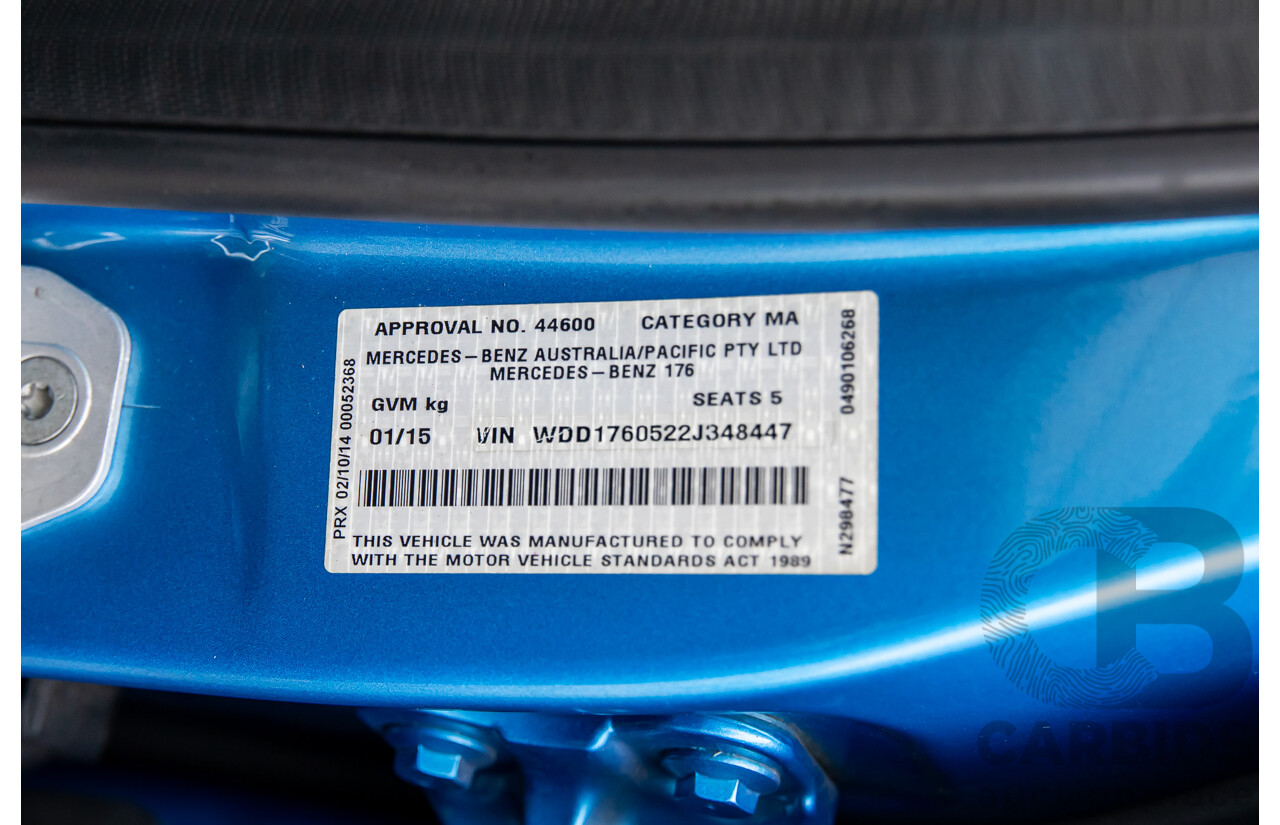 APPROVAL NO. 44600 CATEGORY MA
MERCEDES-BENZ AUSTRALIA/PACIFIC PTY LTD
MERCEDES-BENZ 176
GVM kg SEATS 5
01/15 VIN WDD1760522J348447
THIS VEHICLE WAS MANUFACTURED TO COMPLY
WITH THE MOTOR VEHICLE STANDARDS ACT 1989
PRX 02/10/14 00052368
N298477 0490106268
CB